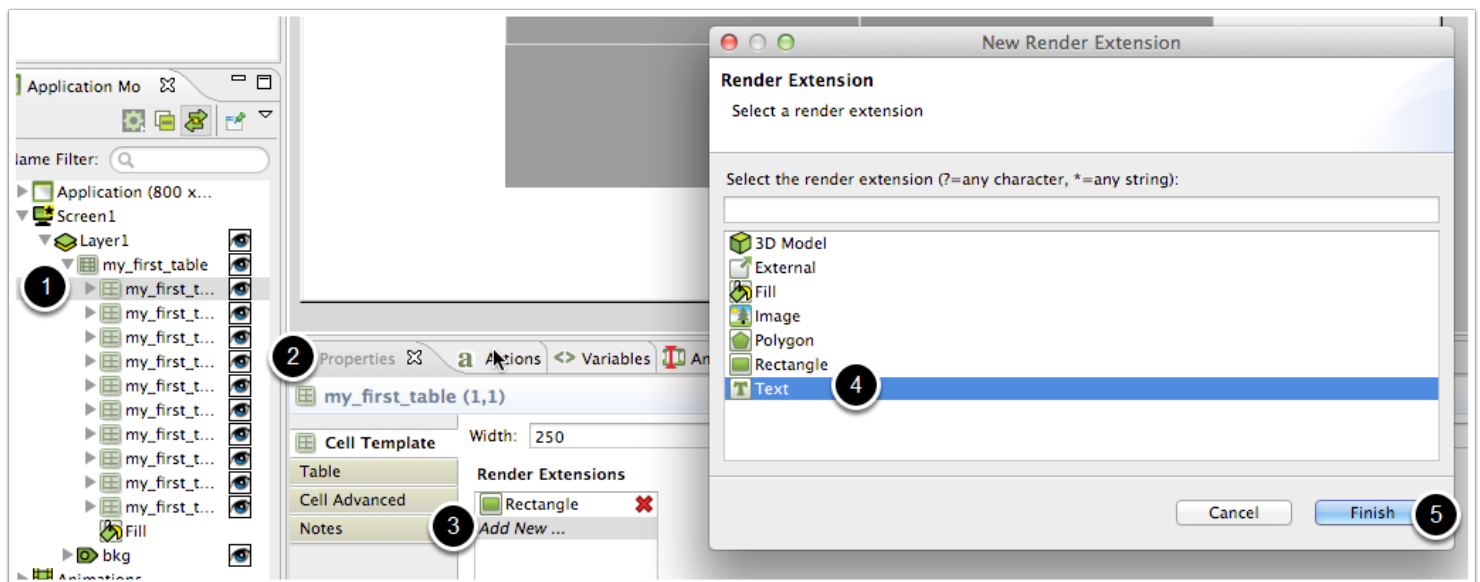 Application Mo
Name Filter:
Application (800 x...
Screen1
Layer1
my_first_table
1
my_first_t...
my_first_t...
my_first_t...
my_first_t...
my_first_t...
my_first_t...
my_first_t...
my_first_t...
my_first_t...
my_first_t...
Fill
bkg
Animations
2
Properties
a Actions
<> Variables
An
my_first_table (1,1)
Cell Template
Table
Cell Advanced
Notes
Width: 250
Render Extensions
Rectangle
3
Add New ...
New Render Extension
Render Extension
Select a render extension
Select the render extension (?=any character, *=any string):
3D Model
External
Fill
Image
Polygon
Rectangle
T Text
4
Cancel
Finish
5